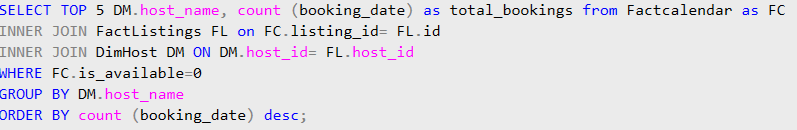 SELECT TOP 5 DM.host_name, count (booking_date) as total_bookings from Factcalendar as FC
INNER JOIN FactListings FL on FC.listing_id= FL.id
INNER JOIN DimHost DM ON DM.host_id= FL.host_id
WHERE FC.is_available=0
GROUP BY DM.host_name
ORDER BY count (booking_date) desc;